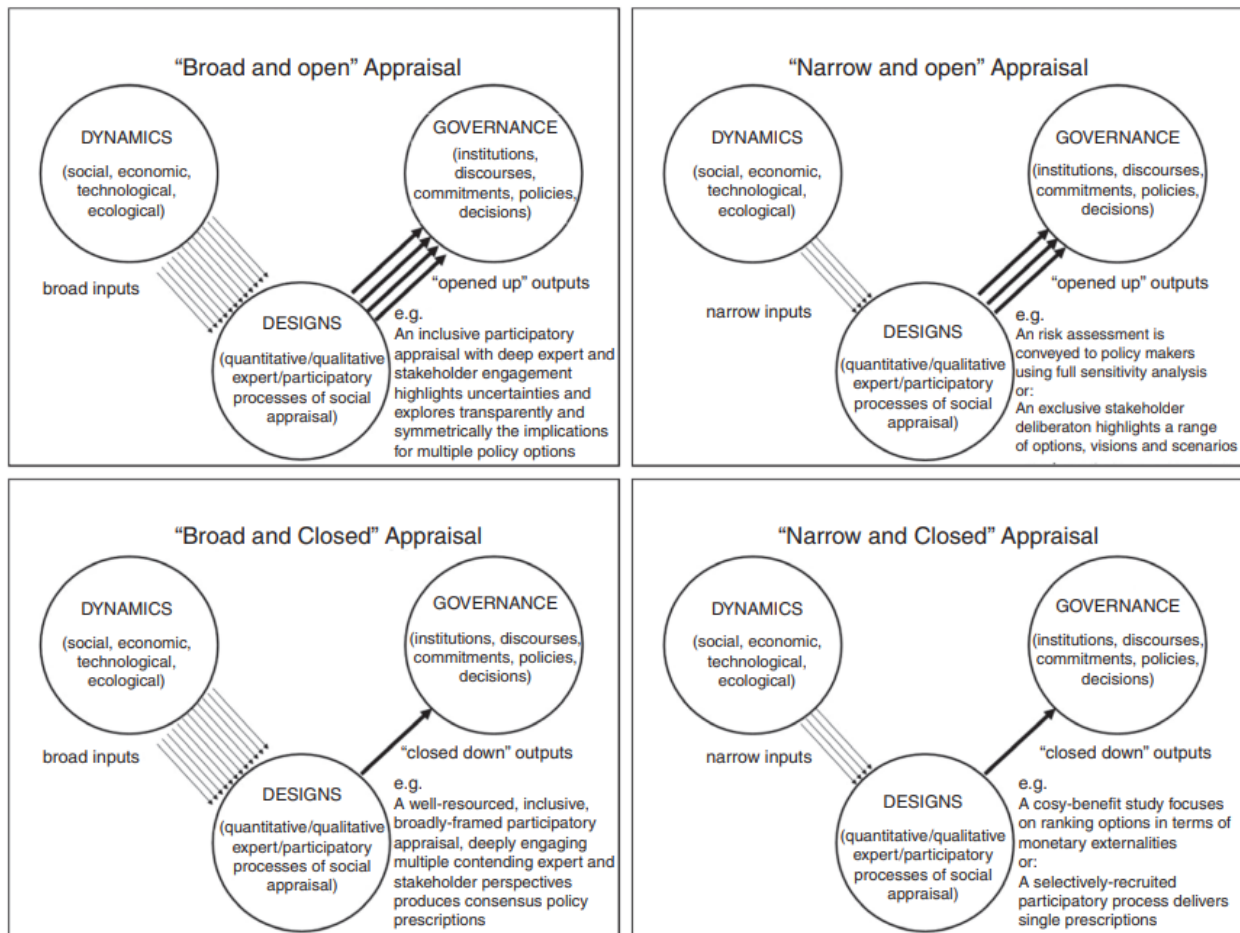 “Broad and open” Appraisal
DYNAMICS
(social, economic,
technological,
ecological)
GOVERNANCE
(institutions,
discourses,
commitments, policies,
decisions)
broad inputs
“opened up” outputs
DESIGNS
(quantitative/qualitative
expert/participatory
processes of social
appraisal)
e.g.
An inclusive participatory
appraisal with deep expert and
stakeholder engagement
highlights uncertainties and
explores transparently and
symmetrically the implications
for multiple policy options
“Narrow and open” Appraisal
DYNAMICS
(social, economic,
technological,
ecological)
GOVERNANCE
(institutions, discourses,
commitments, policies,
decisions)
narrow inputs
“opened up” outputs
DESIGNS
(quantitative/qualitative
expert/participatory
processes of social
appraisal)
e.g.
An risk assessment is
conveyed to policy makers
using full sensitivity analysis
or:
An exclusive stakeholder
deliberaton highlights a range
of options, visions and scenarios
“Broad and Closed” Appraisal
DYNAMICS
(social, economic,
technological,
ecological)
GOVERNANCE
(institutions, discourses,
commitments, policies,
decisions)
broad inputs
“closed down” outputs
DESIGNS
(quantitative/qualitative
expert/participatory
processes of social
appraisal)
e.g.
A well-resourced, inclusive,
broadly-framed participatory
appraisal, deeply engaging
multiple contending expert and
stakeholder perspectives
produces consensus policy
prescriptions
“Narrow and Closed” Appraisal
DYNAMICS
(social, economic,
technological,
ecological)
GOVERNANCE
(institutions, discourses,
commitments, policies,
decisions)
narrow inputs
“closed down” outputs
DESIGNS
(quantitative/qualitative
expert/participatory
processes of social
appraisal)
e.g.
A cosy-benefit study focuses
on ranking options in terms of
monetary externalities
or:
A selectively-recruited
participatory process delivers
single prescriptions